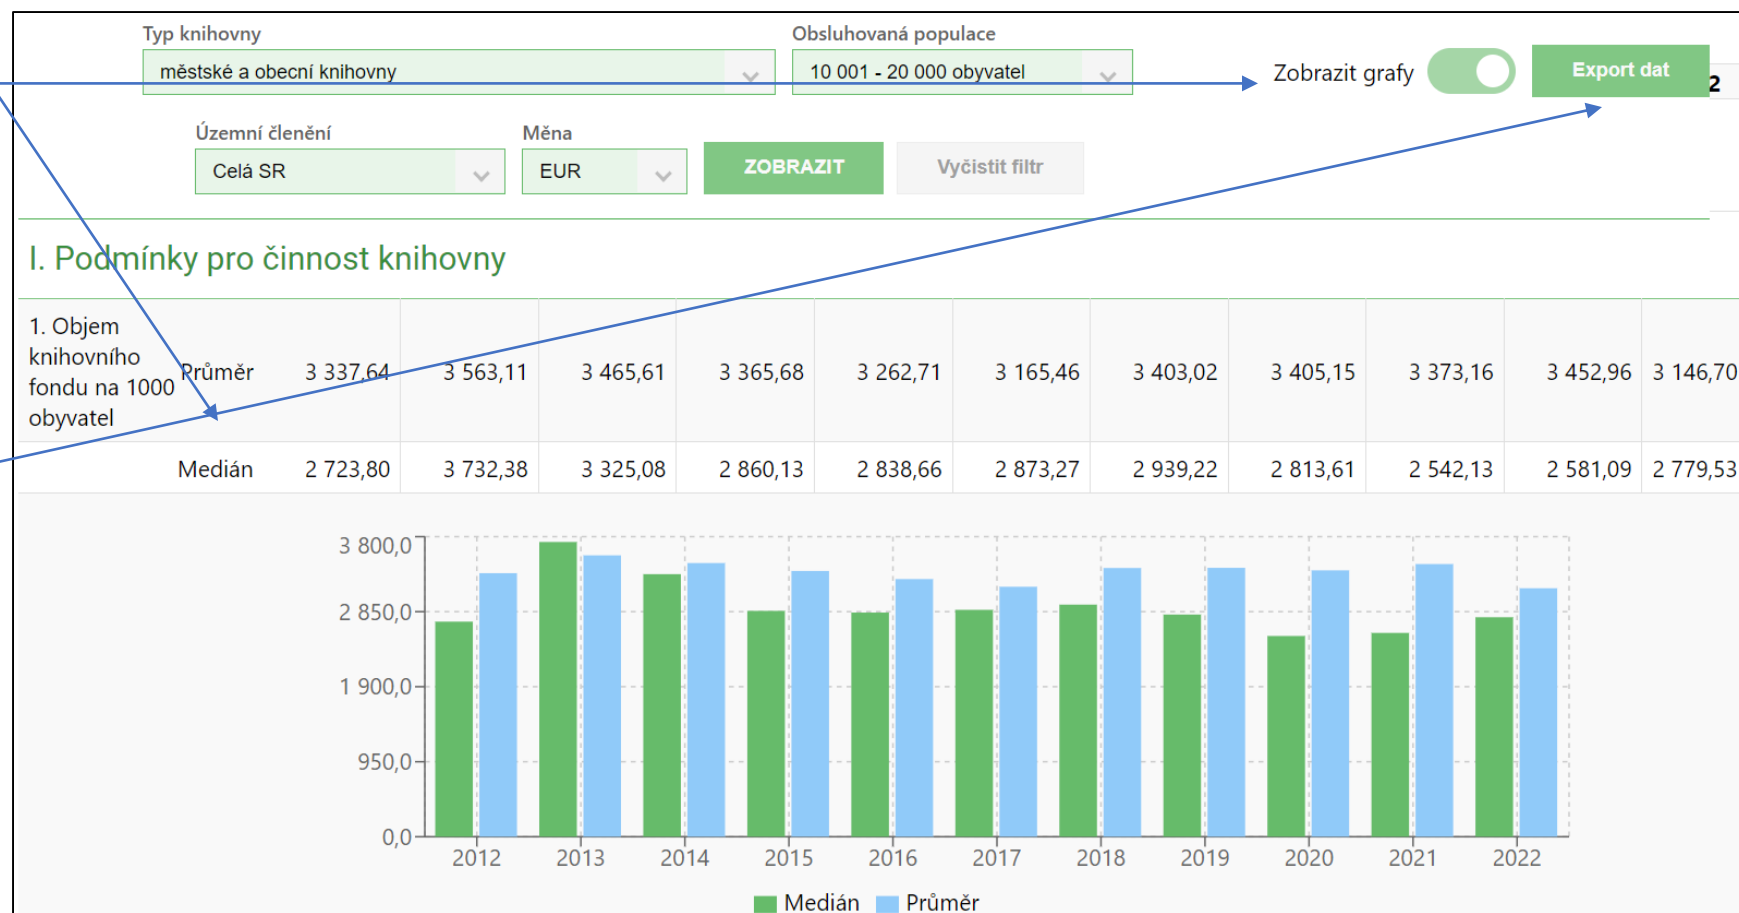 Typ knihovny
Obsluhovaná populace
městské a obecní knihovny
10 001 - 20 000 obyvatel
Zobrazit grafy
Export dat
2
Územní členění
Měna
Celá SR
EUR
ZOBRAZIT
Vyčistit filtr
I. Podmínky pro činnost knihovny
1. Objem
knihovního
fondu na 1000
obyvatel
Průměr 3 337,64 3 563,11 3 465,61 3 365,68 3 262,71 3 165,46 3 403,02 3 405,15 3 373,16 3 452,96 3 146,70
Medián 2 723,80 3 732,38 3 325,08 2 860,13 2 838,66 2 873,27 2 939,22 2 813,61 2 542,13 2 581,09 2 779,53
3 800,0
2 850,0
1 900,0
950,0
0,0
2012 2013 2014 2015 2016 2017 2018 2019 2020 2021 2022
Medián Průměr